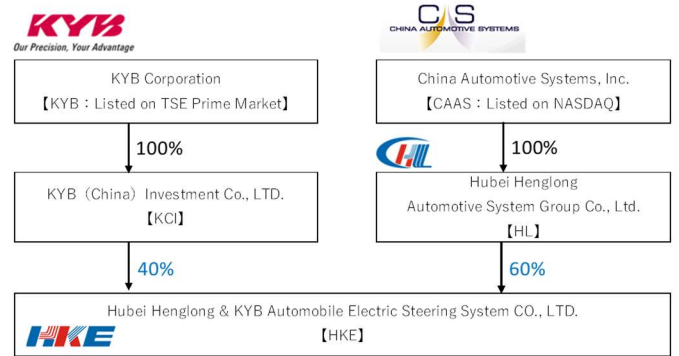 KYB
Our Precision, Your Advantage
CAS
CHINA AUTOMOTIVE SYSTEMS
KYB Corporation
【KYB：Listed on TSE Prime Market】
China Automotive Systems, Inc.
【CAAS：Listed on NASDAQ】
100%
CHL
100%
KYB（China）Investment Co., LTD.
【KCI】
Hubei Henglong
Automotive System Group Co., Ltd.
【HL】
40%
60%
Hubei Henglong & KYB Automobile Electric Steering System CO., LTD.
【HKE】
HKE